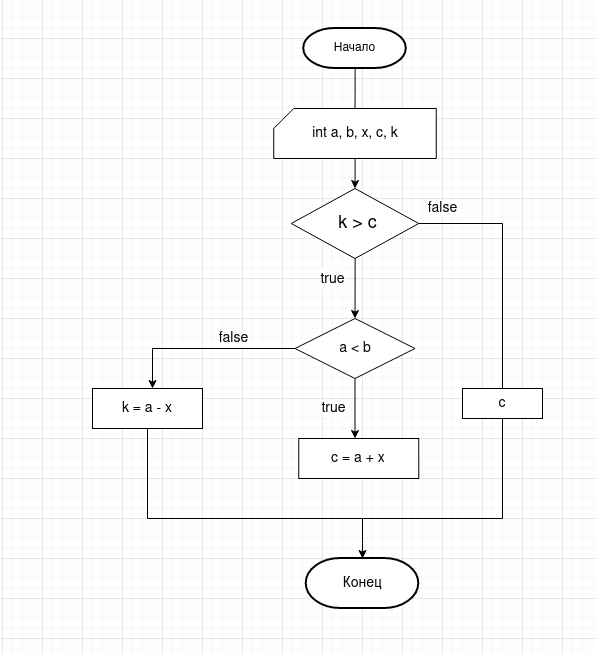 Начало
int a, b, x, c, k
k > c
false
true
a < b
false
true
k = a - x
c
c = a + x
Конец